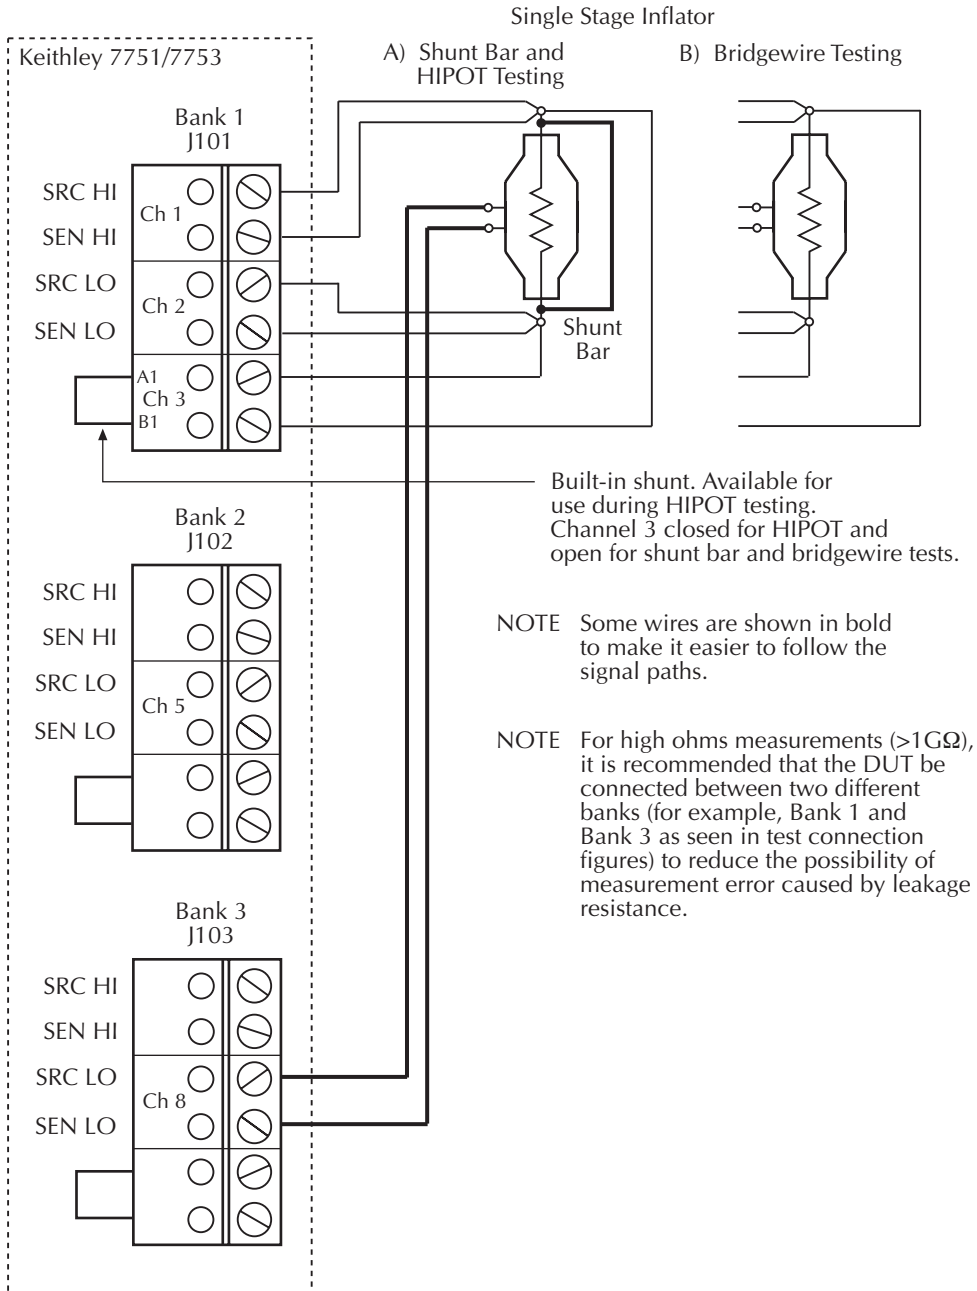 Single Stage Inflator
Keithley 7751/7753
A) Shunt Bar and
HIPOT Testing
B) Bridgewire Testing
Bank 1
J101
SRC HI
Ch 1
SEN HI
SRC LO
Ch 2
SEN LO
A1
Ch 3
B1
Shunt
Bar
Built-in shunt. Available for
use during HIPOT testing.
Channel 3 closed for HIPOT and
open for shunt bar and bridgewire tests.
Bank 2
J102
SRC HI
SEN HI
SRC LO
Ch 5
SEN LO
NOTE Some wires are shown in bold
to make it easier to follow the
signal paths.
NOTE For high ohms measurements (>1GΩ),
it is recommended that the DUT be
connected between two different
banks (for example, Bank 1 and
Bank 3 as seen in test connection
figures) to reduce the possibility of
measurement error caused by leakage
resistance.
Bank 3
J103
SRC HI
SEN HI
SRC LO
Ch 8
SEN LO